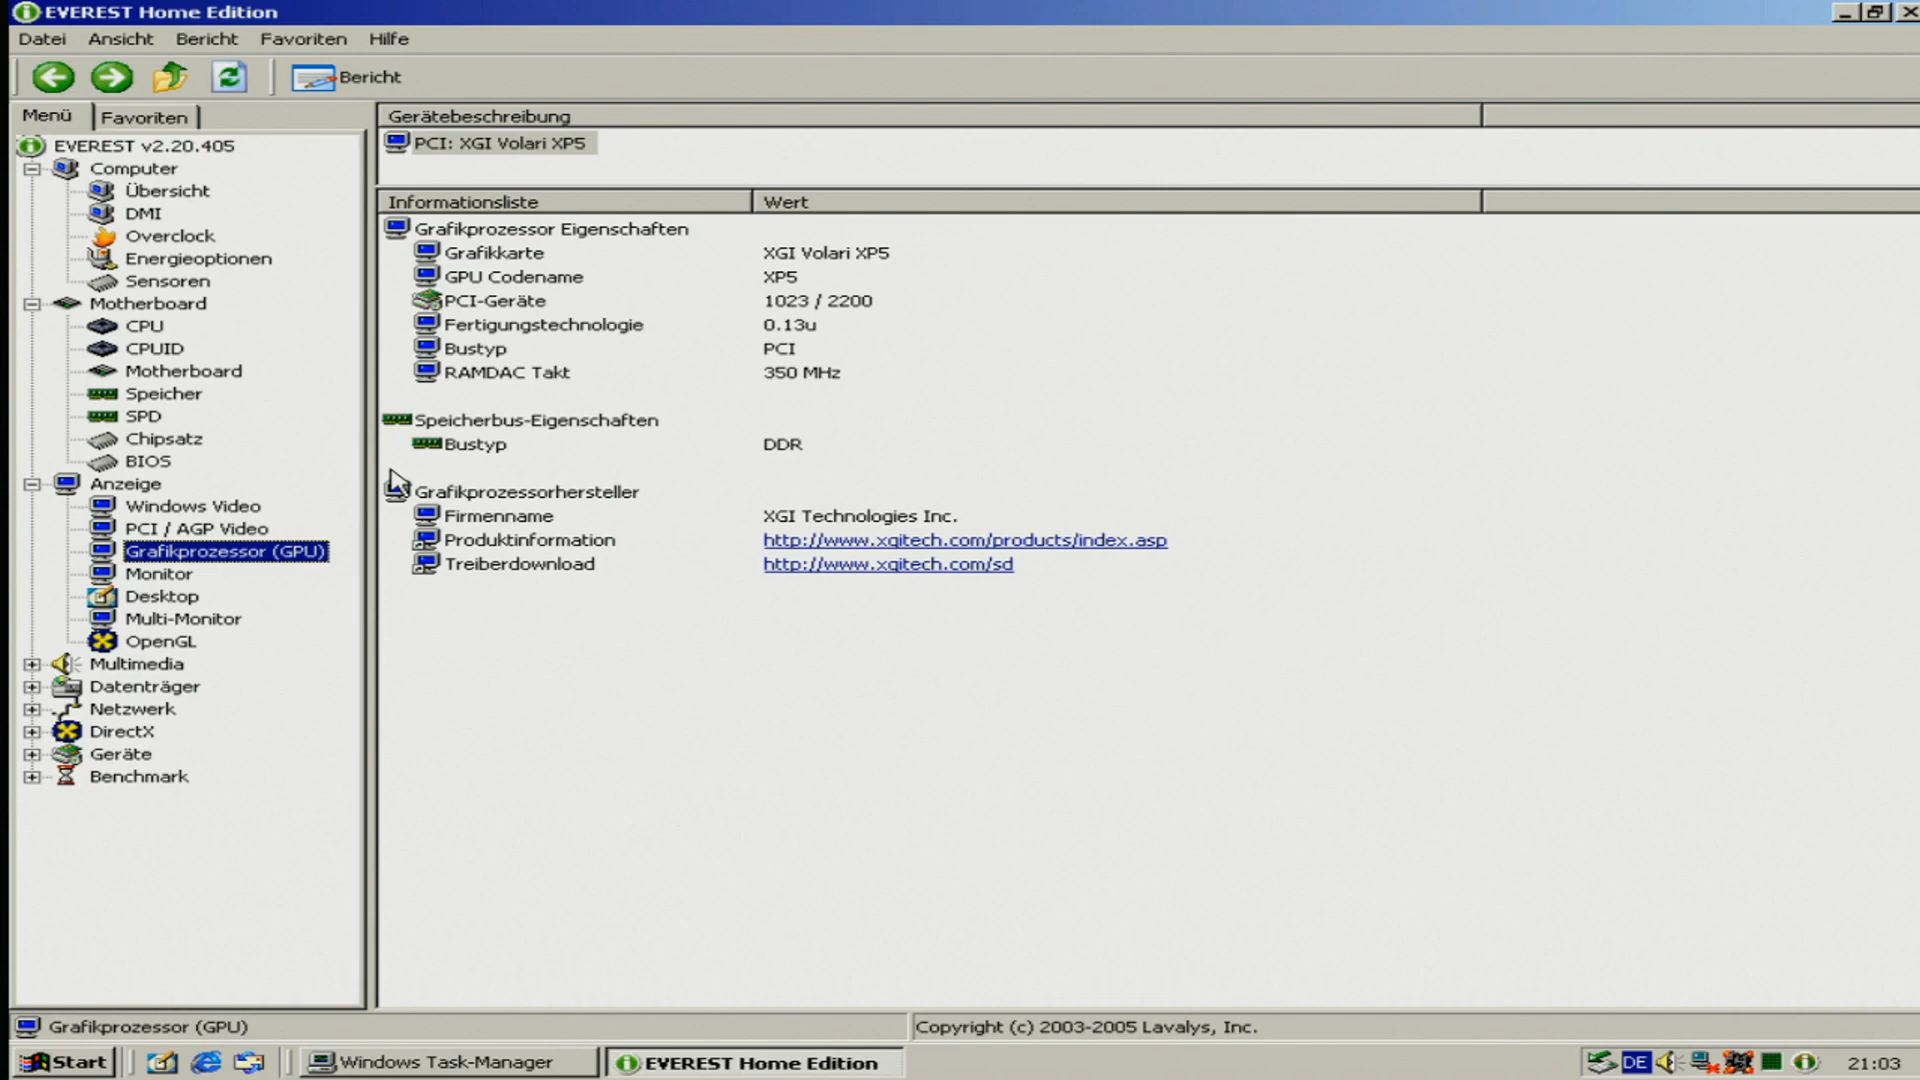 EVEREST Home Edition
Datei Ansicht Bericht Favoriten Hilfe
Bericht
Menü Favoriten
EVEREST v2.20.405
Computer
Übersicht
DMI
Overclock
Energieoptionen
Sensoren
Motherboard
CPU
CPUID
Motherboard
Speicher
SPD
Chipsatz
BIOS
Anzeige
Windows Video
PCI / AGP Video
Grafikprozessor (GPU)
Monitor
Desktop
Multi-Monitor
OpenGL
Multimedia
Datenträger
Netzwerk
DirectX
Geräte
Benchmark
Gerätebeschreibung
PCI: XGI Volari XP5
Informationsliste Wert
Grafikprozessor Eigenschaften
Grafikkarte XGI Volari XP5
GPU Codename XP5
PCI-Geräte 1023 / 2200
Fertigungstechnologie 0.13u
Bustyp PCI
RAMDAC Takt 350 MHz
Speicherbus-Eigenschaften
Bustyp DDR
Grafikprozessorhersteller
Firmenname XGI Technologies Inc.
Produktinformation http://www.xgitech.com/products/index.asp
Treiberdownload http://www.xgitech.com/sd
Grafikprozessor (GPU) Copyright (c) 2003-2005 Lavalys, Inc.
Start Windows Task-Manager EVEREST Home Edition DE 21:03